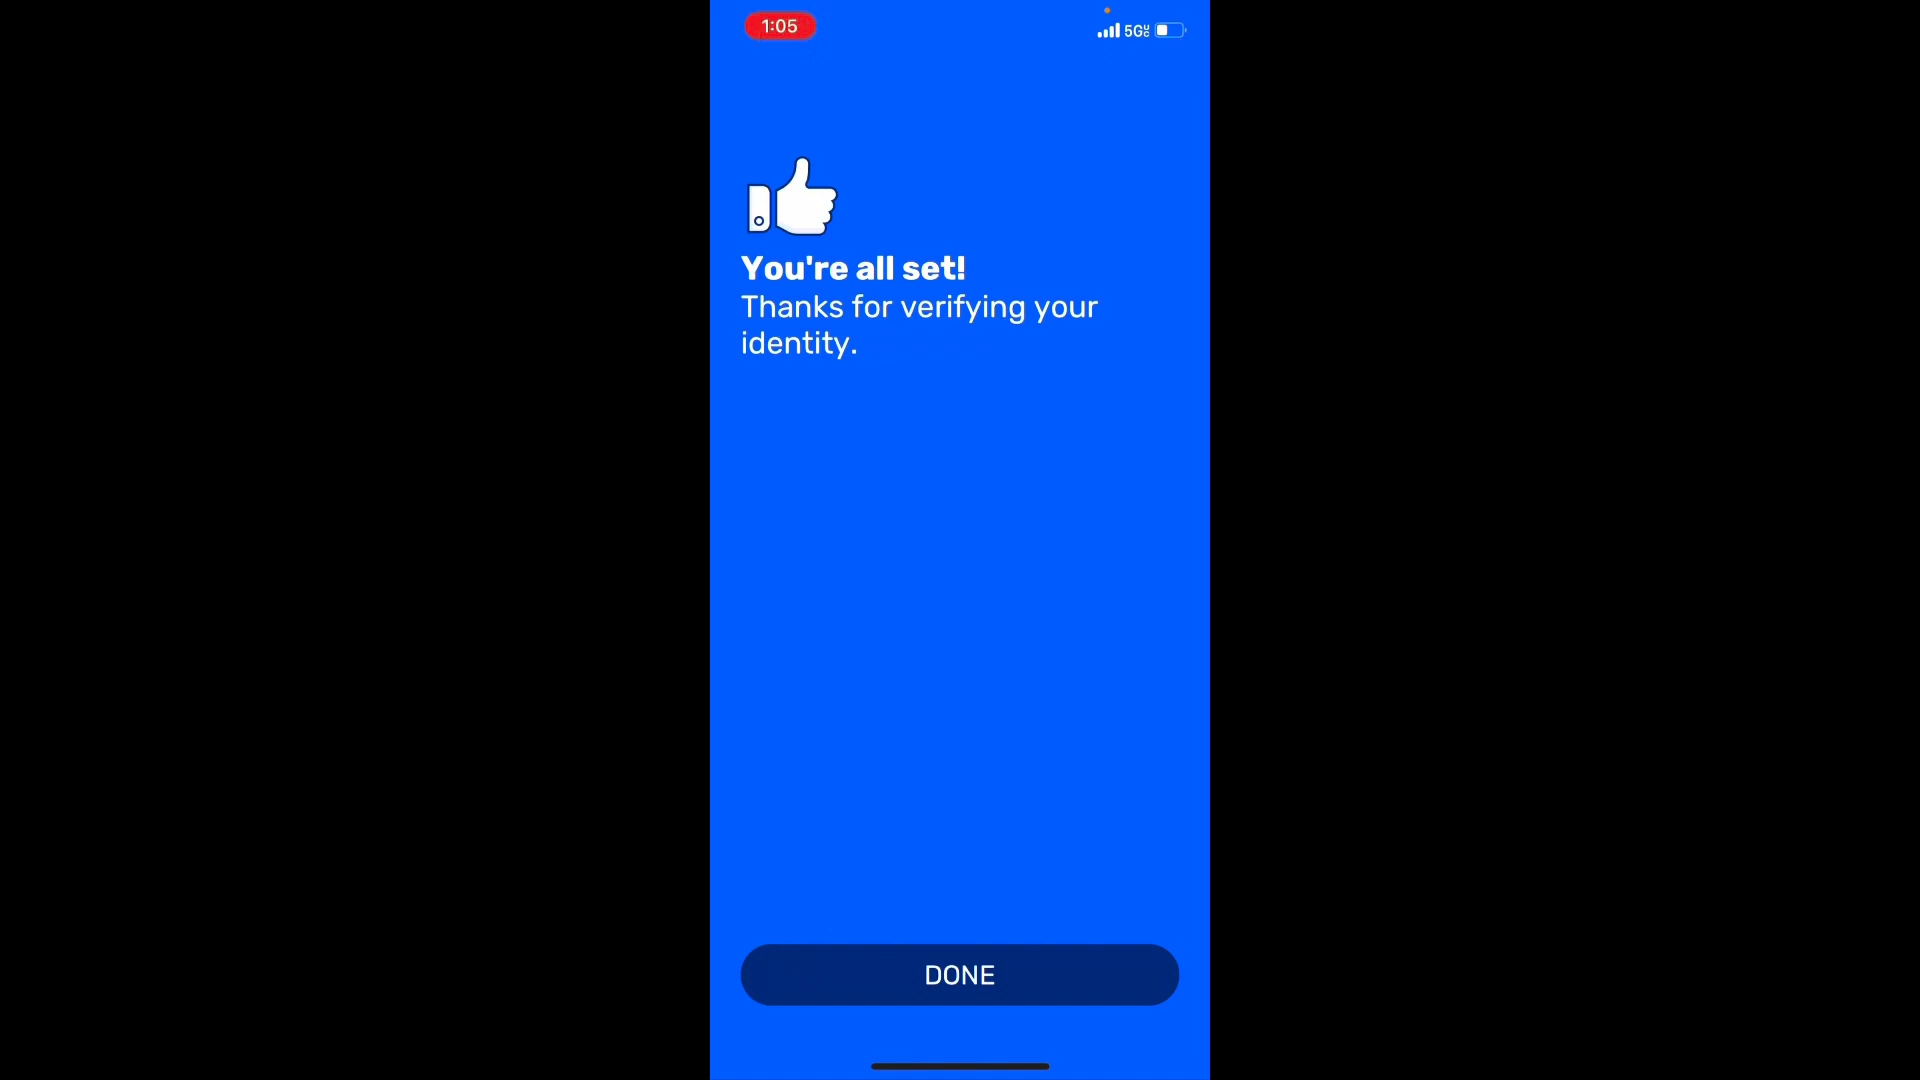 1:05
5G
You're all set!
Thanks for verifying your
identity.
DONE